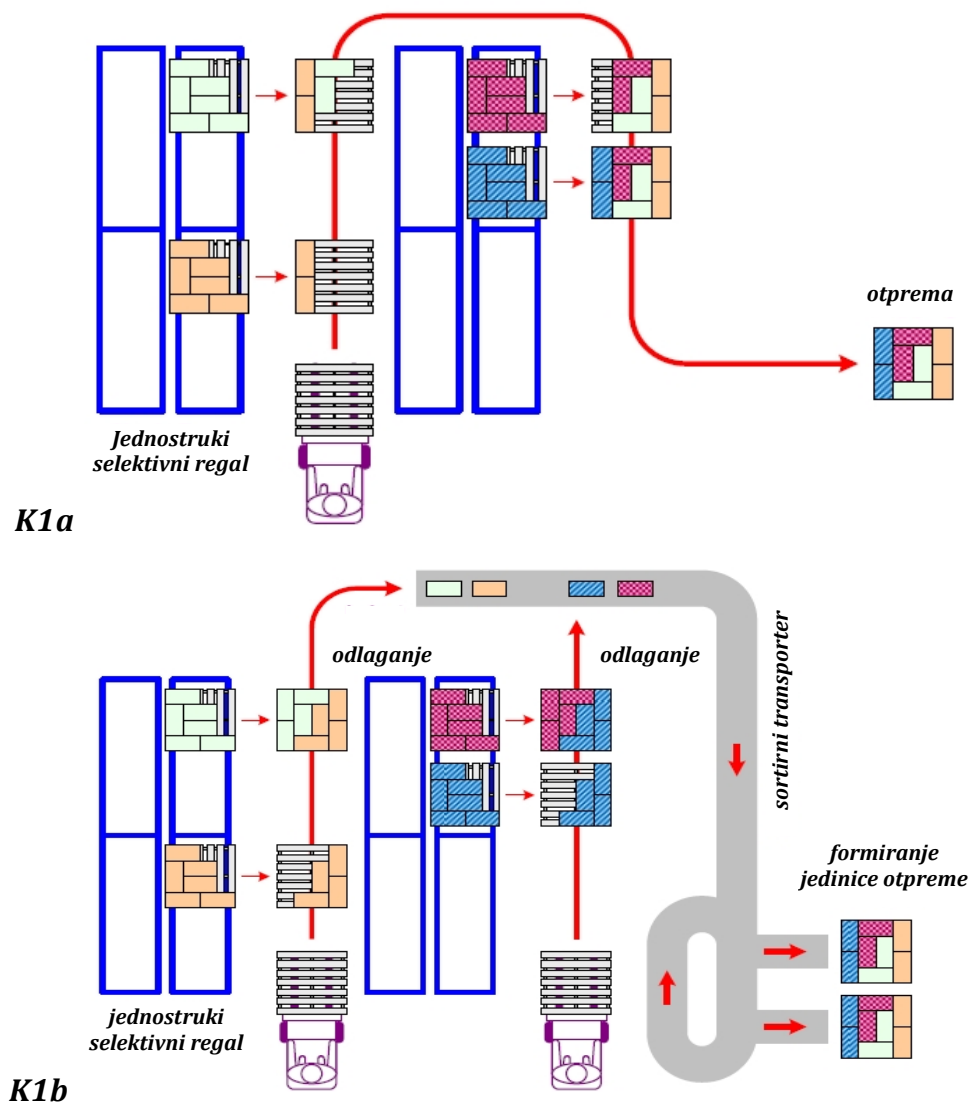 otprema
Jednostruki
selektivni regal
K1a
odlaganje
odlaganje
sortirni transporter
formiranje
jedinice otpreme
jednostruki
selektivni regal
K1b